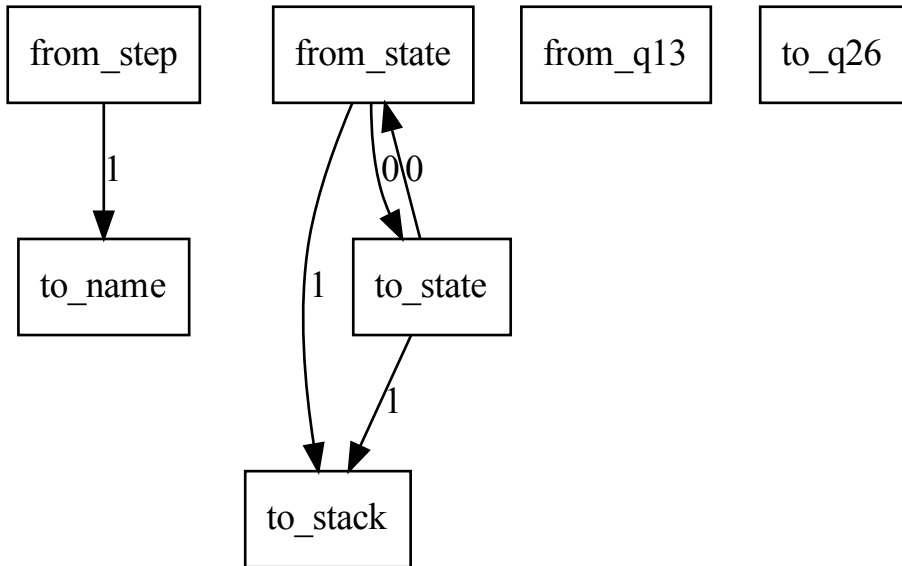 from_step
from_state
from_q13
to_q26
1
0
0
to_name
1
to_state
1
to_stack